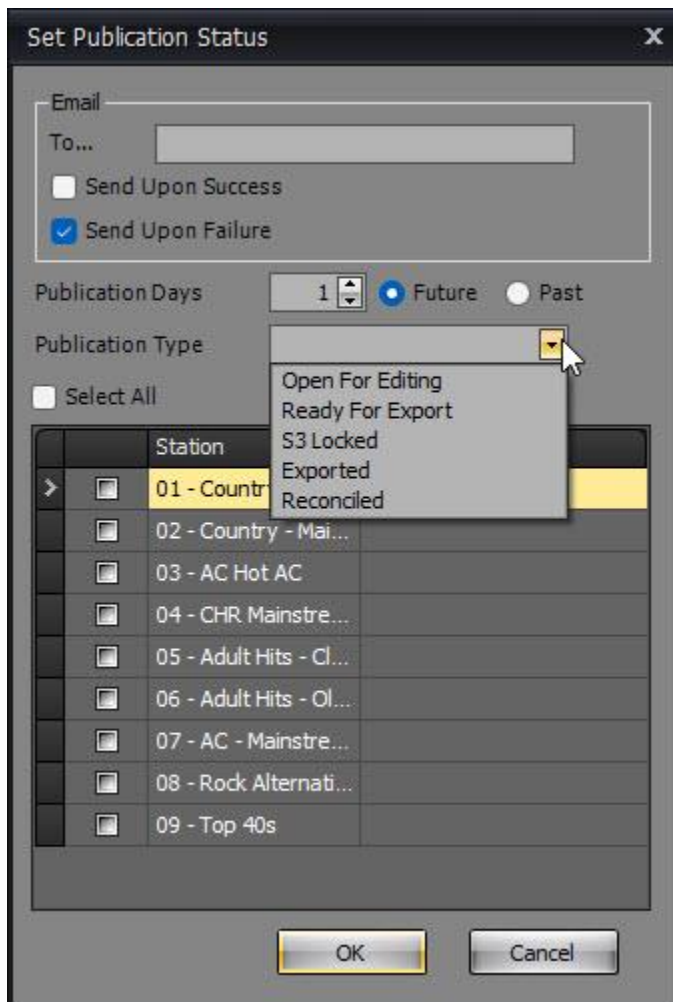 Set Publication Status
Email
To...
Send Upon Success
Send Upon Failure
Publication Days 1 Future Past
Publication Type
Open For Editing
Ready For Export
S3 Locked
Exported
Reconciled
Select All
Station
01 - Countr
02 - Country - Mai...
03 - AC Hot AC
04 - CHR Mainstre...
05 - Adult Hits - Cl...
06 - Adult Hits - Ol...
07 - AC - Mainstre...
08 - Rock Alternati...
09 - Top 40s
OK Cancel